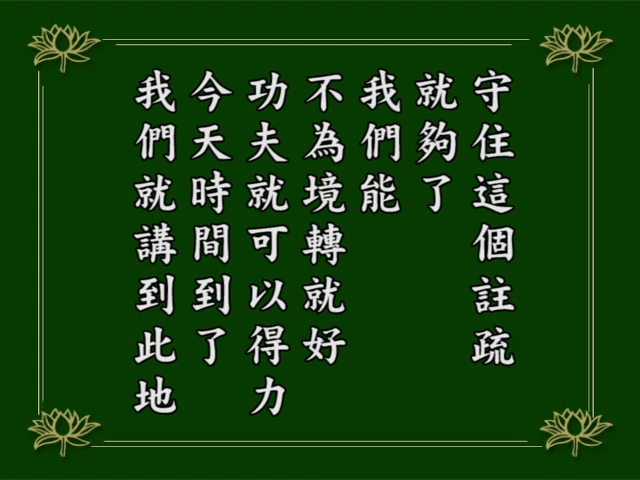 守住這個註疏
就夠了
我們能
不為境轉就好
功夫就可以得力
今天時間到了
我們就講到此地